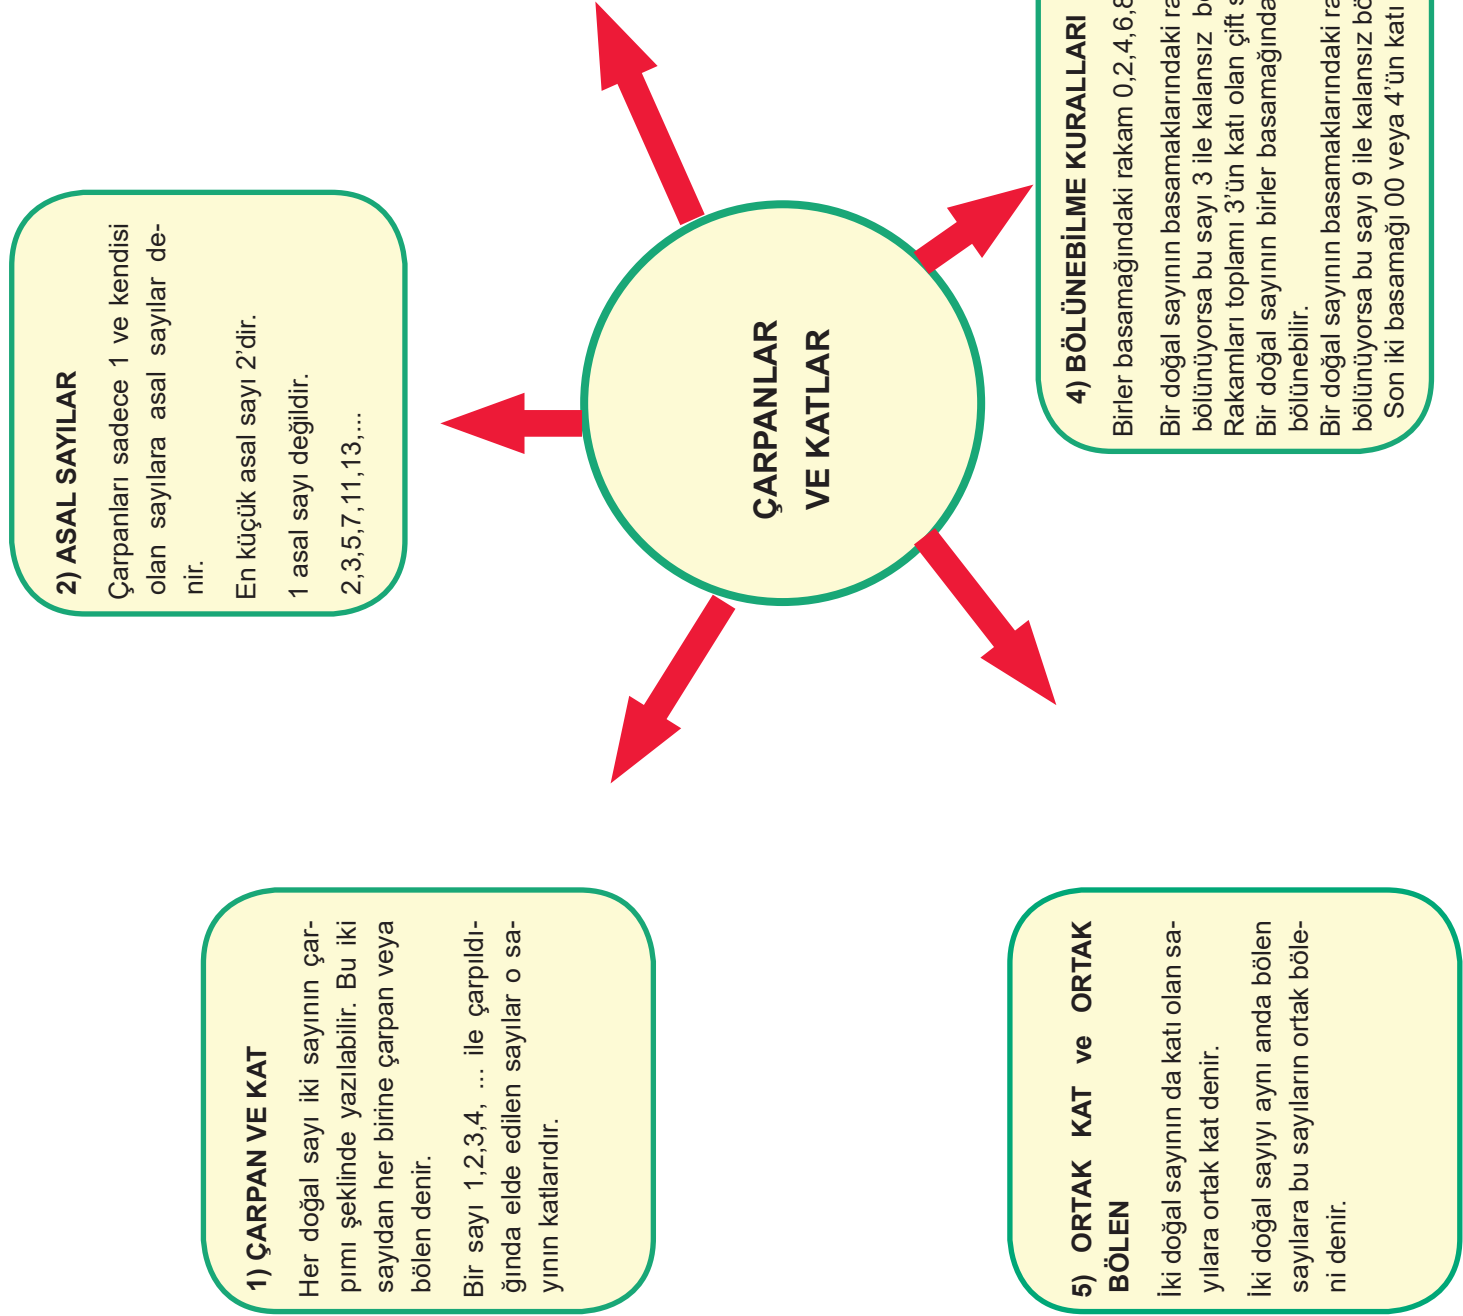 ÇARPANLAR
VE KATLAR
1) ÇARPAN VE KAT
Her doğal sayı iki sayının çar-
pımı şeklinde yazılabilir. Bu iki
sayıdan her birine çarpan veya
bölen denir.
Bir sayı 1,2,3,4, ... ile çarpıldı-
ğında elde edilen sayılar o sa-
yının katlarıdır.
2) ASAL SAYILAR
Çarpanları sadece 1 ve kendisi
olan sayılara asal sayılar de-
nir.
En küçük asal sayı 2’dir.
1 asal sayı değildir.
2,3,5,7,11,13,...
4) BÖLÜNEBİLME KURALLARI
Birler basamağındaki rakam 0,2,4,6,8
Bir doğal sayının basamaklarındaki
bölünüyorsa bu sayı 3 ile kalansız
Rakamları toplamı 3’ün katı olan çift
Bir doğal sayının birler basamağında
bölünebilir.
Bir doğal sayının basamaklarındaki
bölünüyorsa bu sayı 9 ile kalansız
Son iki basamağı 00 veya 4’ün katı
5) ORTAK KAT ve ORTAK
BÖLEN
İki doğal sayının da katı olan sa-
yılara ortak kat denir.
İki doğal sayıyı aynı anda bölen
sayılara bu sayıların ortak böle-
ni denir.